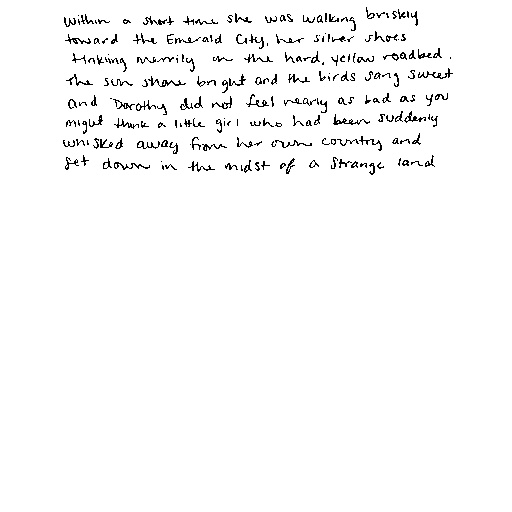 Within a short time she was walking briskly
toward the Emerald City, her silver shoes
tinkling merrily on the hard, yellow roadbed.
The sun shone bright and the birds sang sweet
and Dorothy did not feel nearly as bad as you
might think a little girl who had been suddenly
whisked away from her own country and
set down in the midst of a strange land